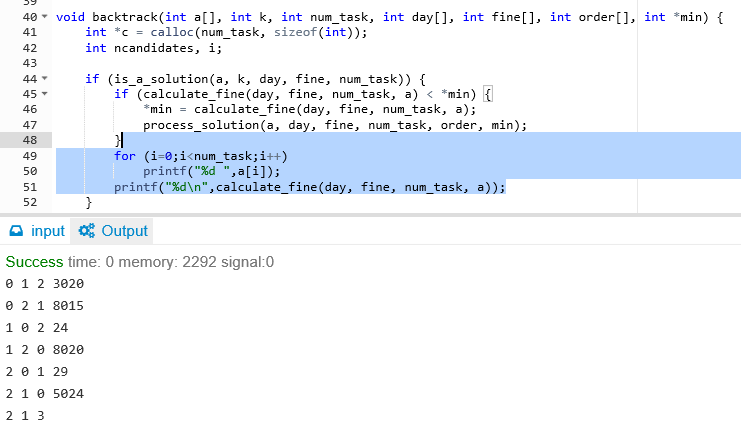 39
40 void backtrack(int a[], int k, int num_task, int day[], int fine[], int order[], int *min) {
41     int *c = calloc(num_task, sizeof(int));
42     int ncandidates, i;
43
44     if (is_a_solution(a, k, day, fine, num_task)) {
45         if (calculate_fine(day, fine, num_task, a) < *min) {
46             *min = calculate_fine(day, fine, num_task, a);
47             process_solution(a, day, fine, num_task, order, min);
48         }
49         for (i=0;i<num_task;i++)
50             printf("%d ",a[i]);
51         printf("%d\n",calculate_fine(day, fine, num_task, a));
52     }
input Output
Success time: 0 memory: 2292 signal:0
0 1 2 3020
0 2 1 8015
1 0 2 24
1 2 0 8020
2 0 1 29
2 1 0 5024
2 1 3